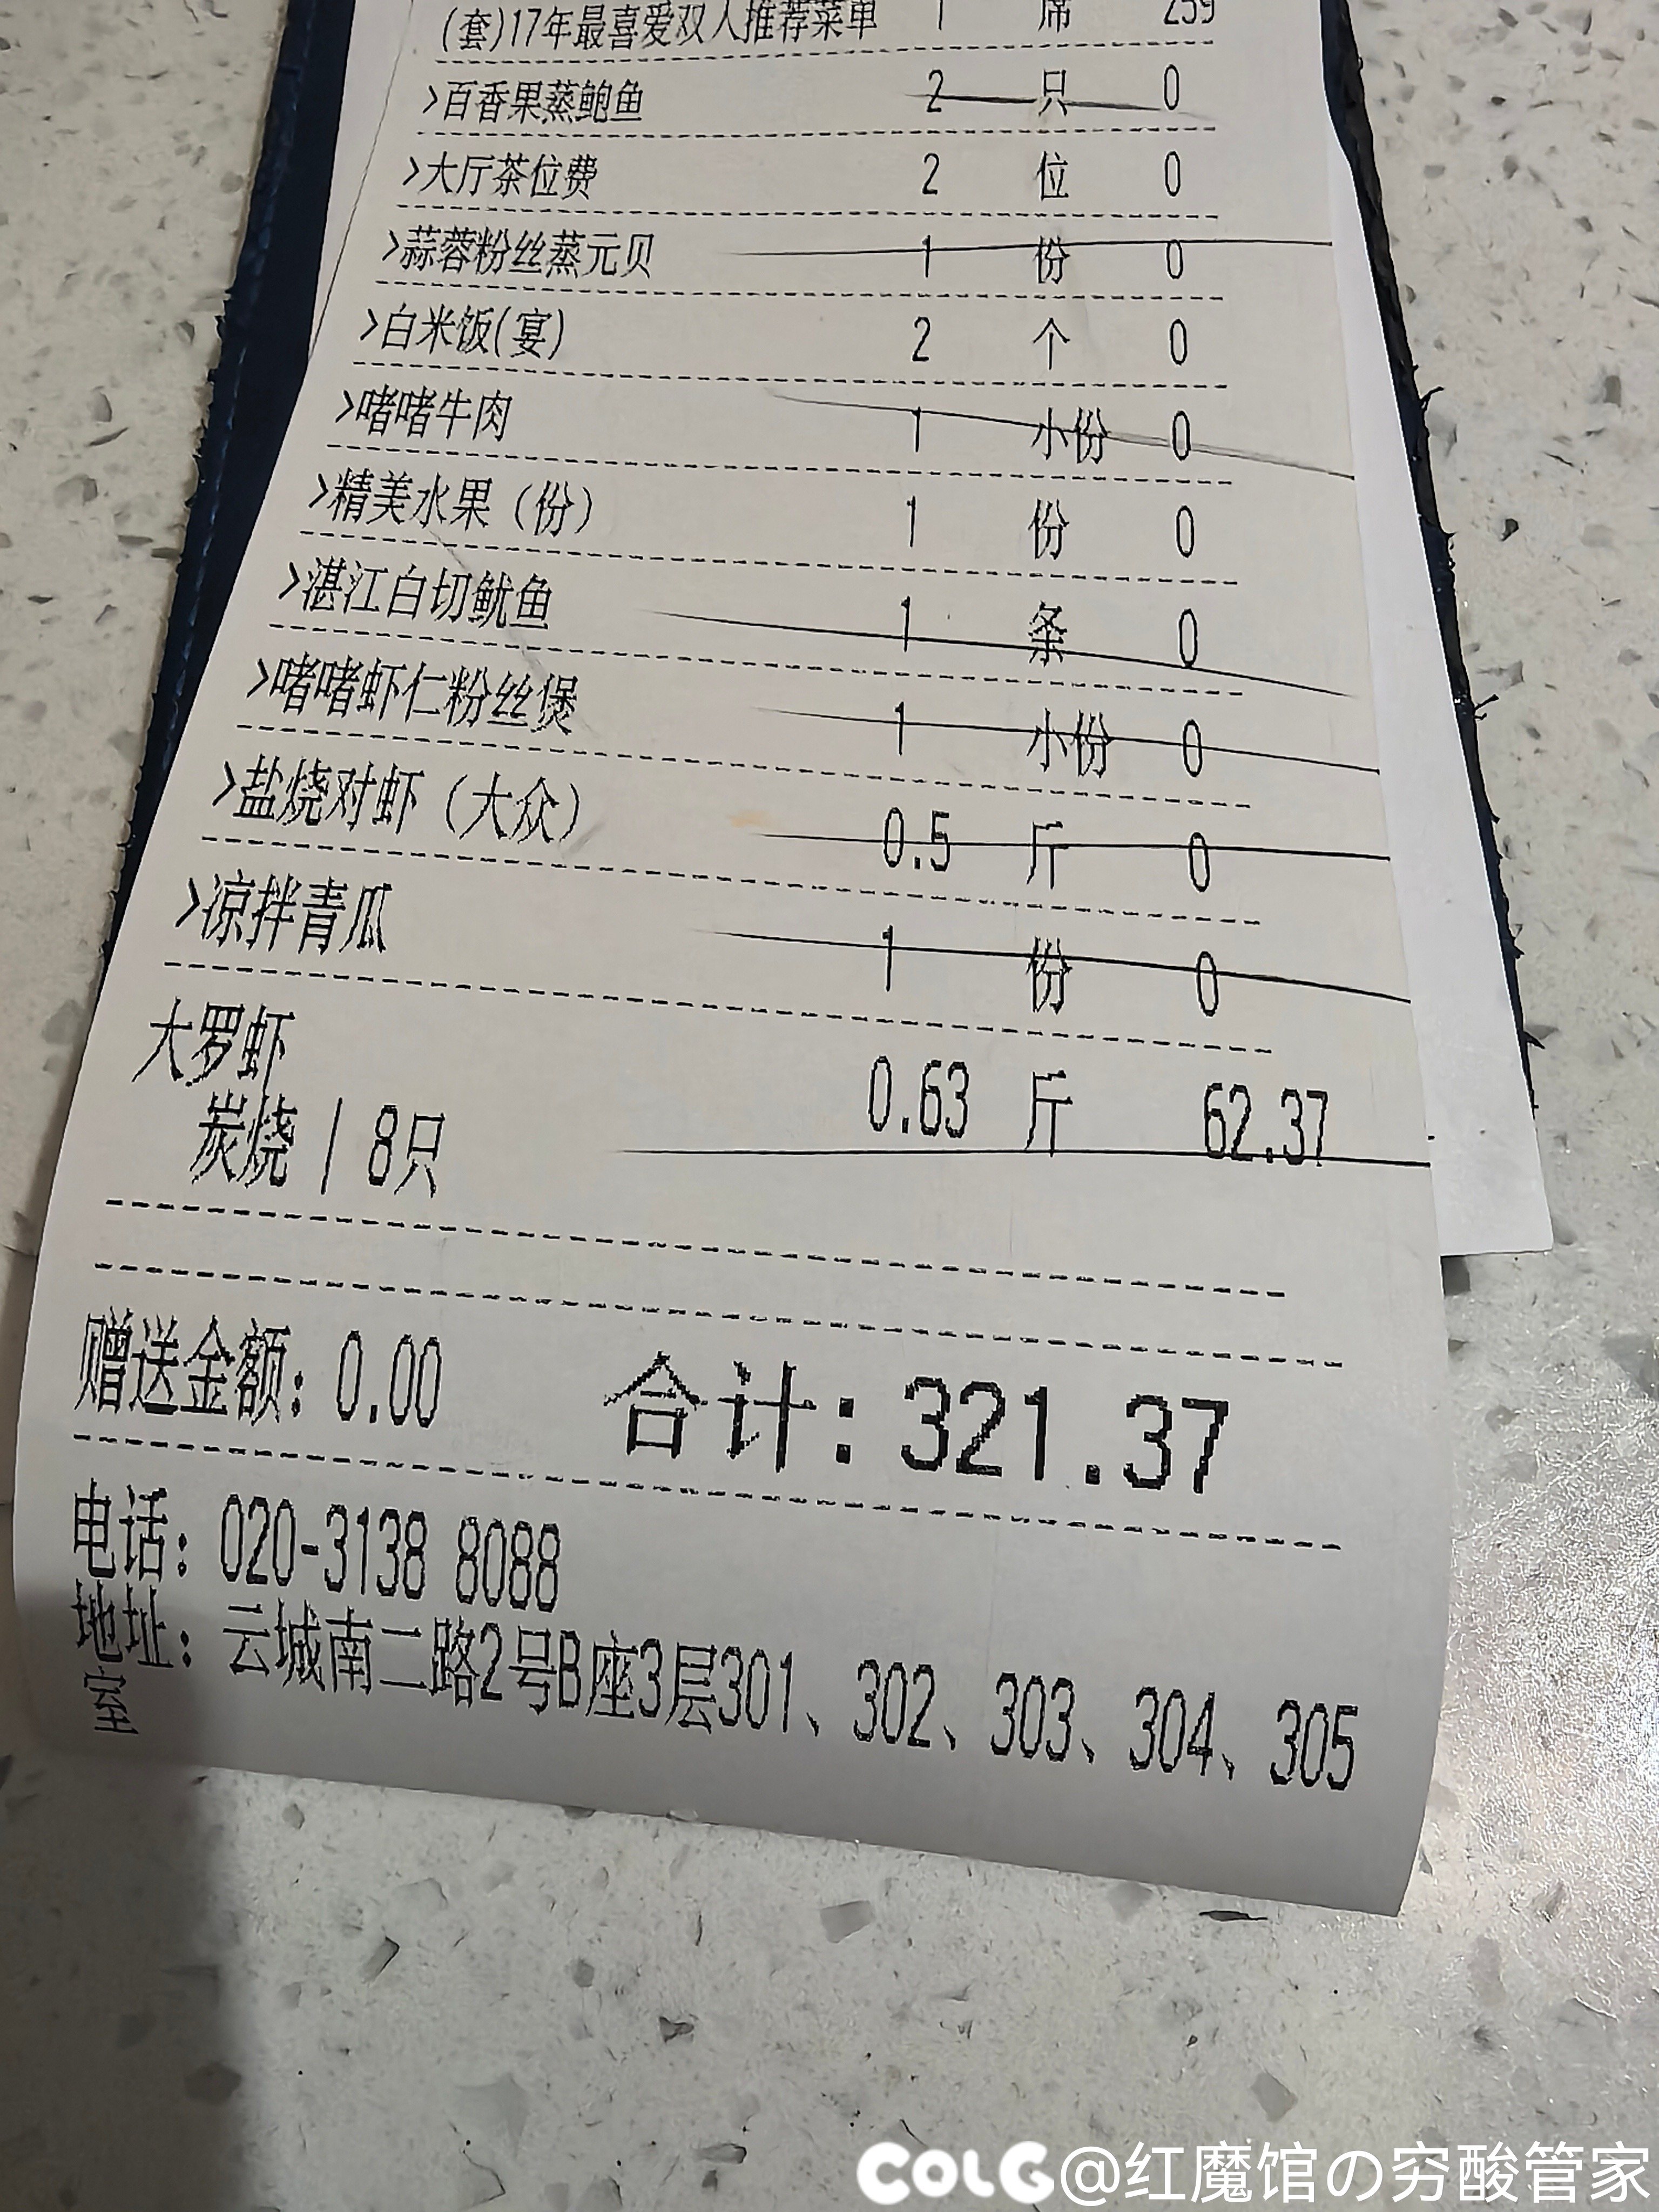 (套)17年最喜爱双人推荐菜单 1 席 259
>百香果蒸鲍鱼 2 只 0
>大厅茶位费 2 位 0
>蒜蓉粉丝蒸元贝 1 份 0
>白米饭(宴) 2 个 0
>啫啫牛肉 1 小份 0
>精美水果（份） 1 份 0
>湛江白切鱿鱼 1 条 0
>啫啫虾仁粉丝煲 1 小份 0
>盐烧对虾（大众） 0.5 斤 0
>凉拌青瓜 1 份 0
大罗虾 0.63 斤 62.37
炭烧 | 8只
赠送金额: 0.00 合计: 321.37
电话: 020-3138 8088
地址: 云城南二路2号B座3层301、302、303、304、305
室
COLG @红魔馆の穷酸管家